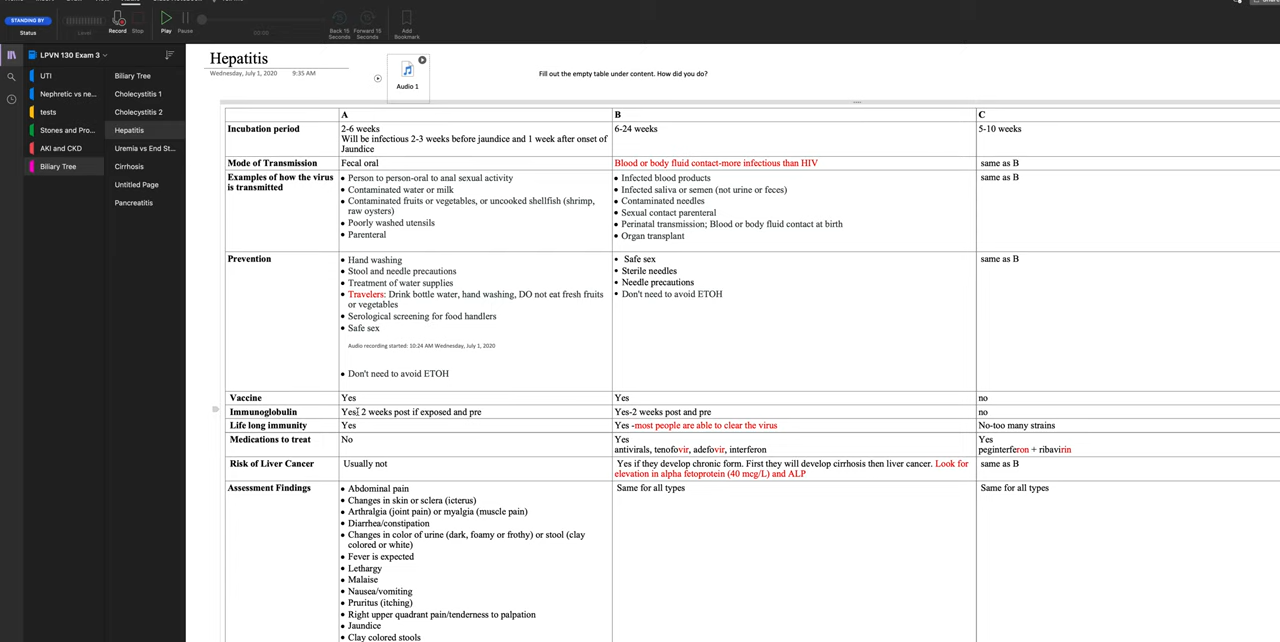 STANDING BY
Status
Level
Record
Stop
Play
Pause
00:00
Back 15
Seconds
Forward 15
Seconds
Add
Bookmark
LPVN 130 Exam 3
UTI
Nephretic vs ne...
tests
Stones and Pro...
AKI and CKD
Biliary Tree
Biliary Tree
Cholecystitis 1
Cholecystitis 2
Hepatitis
Uremia vs End St...
Cirrhosis
Untitled Page
Pancreatitis
Hepatitis
Wednesday, July 1, 2020 9:35 AM
Audio 1
Fill out the empty table under content. How did you do?
A B C
Incubation period
2-6 weeks
Will be infectious 2-3 weeks before jaundice and 1 week after onset of
Jaundice
6-24 weeks
5-10 weeks
Mode of Transmission
Fecal oral
Blood or body fluid contact-more infectious than HIV
same as B
Examples of how the virus
is transmitted
• Person to person-oral to anal sexual activity
• Contaminated water or milk
• Contaminated fruits or vegetables, or uncooked shellfish (shrimp,
raw oysters)
• Poorly washed utensils
• Parenteral
• Infected blood products
• Infected saliva or semen (not urine or feces)
• Contaminated needles
• Sexual contact parenteral
• Perinatal transmission; Blood or body fluid contact at birth
• Organ transplant
same as B
Prevention
• Hand washing
• Stool and needle precautions
• Treatment of water supplies
• Travelers: Drink bottle water, hand washing, DO not eat fresh fruits
or vegetables
• Serological screening for food handlers
• Safe sex
Audio recording started: 10:24 AM Wednesday, July 1, 2020
• Don't need to avoid ETOH
• Safe sex
• Sterile needles
• Needle precautions
• Don't need to avoid ETOH
same as B
Vaccine
Yes
Yes
no
Immunoglobulin
Yes: 2 weeks post if exposed and pre
Yes-2 weeks post and pre
no
Life long immunity
Yes
Yes -most people are able to clear the virus
No-too many strains
Medications to treat
No
Yes
antivirals, tenofovir, adefovir, interferon
Yes
peginterferon + ribavirin
Risk of Liver Cancer
Usually not
Yes if they develop chronic form. First they will develop cirrhosis then liver cancer. Look for
elevation in alpha fetoprotein (40 mcg/L) and ALP
same as B
Assessment Findings
• Abdominal pain
• Changes in skin or sclera (icterus)
• Arthralgia (joint pain) or myalgia (muscle pain)
• Diarrhea/constipation
• Changes in color of urine (dark, foamy or frothy) or stool (clay
colored or white)
• Fever is expected
• Lethargy
• Malaise
• Nausea/vomiting
• Pruritus (itching)
• Right upper quadrant pain/tenderness to palpation
• Jaundice
• Clay colored stools
Same for all types
Same for all types